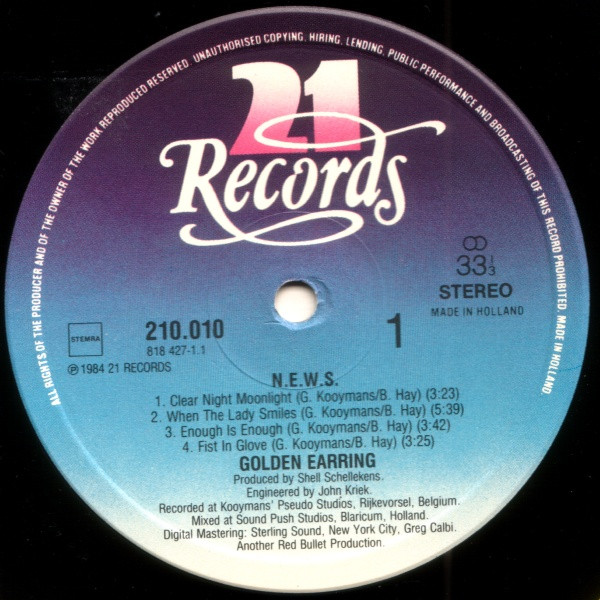 ALL RIGHTS OF THE PRODUCER AND OF THE OWNER OF THE WORK REPRODUCED RESERVED. UNAUTHORISED COPYING, HIRING, LENDING, PUBLIC PERFORMANCE AND BROADCASTING OF THIS RECORD PROHIBITED. MADE IN HOLLAND.
21
Records
33 1/3
STEREO
MADE IN HOLLAND
STEMRA
210.010
818 427-1.1
℗ 1984 21 RECORDS
1
N.E.W.S.
1. Clear Night Moonlight (G. Kooymans/B. Hay) (3:23)
2. When The Lady Smiles (G. Kooymans/B. Hay) (5:39)
3. Enough Is Enough (G. Kooymans/B. Hay) (3:42)
4. Fist In Glove (G. Kooymans/B. Hay) (3:25)
GOLDEN EARRING
Produced by Shell Schellekens.
Engineered by John Kriek.
Recorded at Kooymans' Pseudo Studios, Rijkevorsel, Belgium.
Mixed at Sound Push Studios, Blaricum, Holland.
Digital Mastering: Sterling Sound, New York City, Greg Calbi.
Another Red Bullet Production.